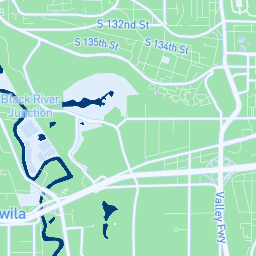 S 132nd St
S 135th St
S 134th St
Black River
Junction
wila
Valley Fwy